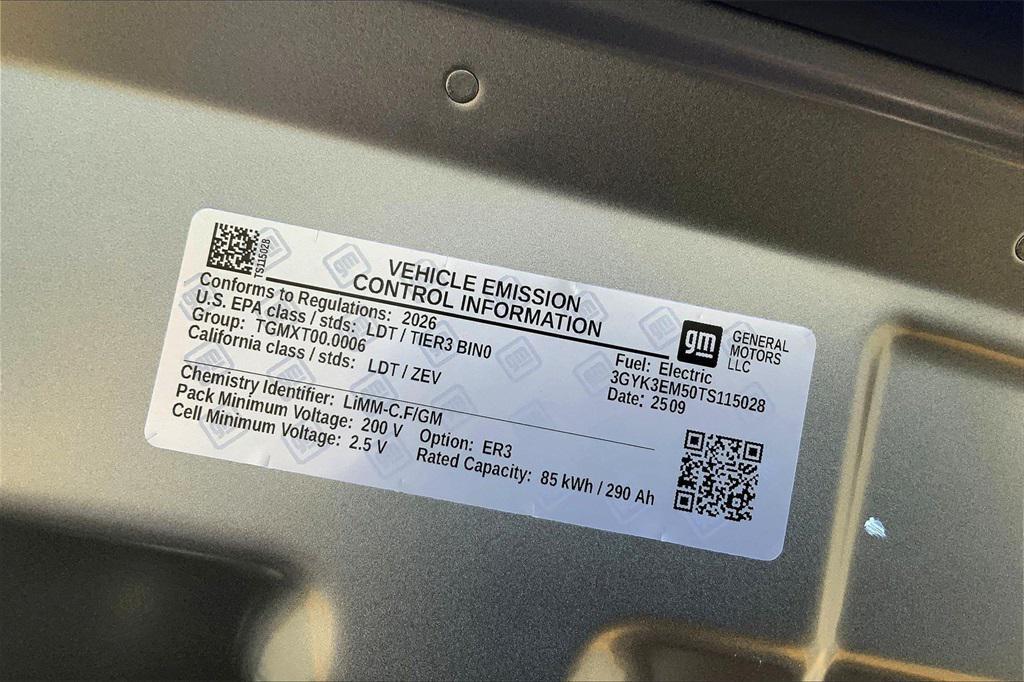 TS115028
VEHICLE EMISSION
CONTROL INFORMATION
gm
GENERAL
MOTORS
LLC
Conforms to Regulations: 2026
U.S. EPA class / stds: LDT / TIER3 BIN0
Group: TGMXT00.0006
California class / stds: LDT / ZEV
Fuel: Electric
3GYK3EM50TS115028
Date: 2509
Chemistry Identifier: LiMM-C.F/GM
Pack Minimum Voltage: 200 V Option: ER3
Cell Minimum Voltage: 2.5 V Rated Capacity: 85 kWh / 290 Ah